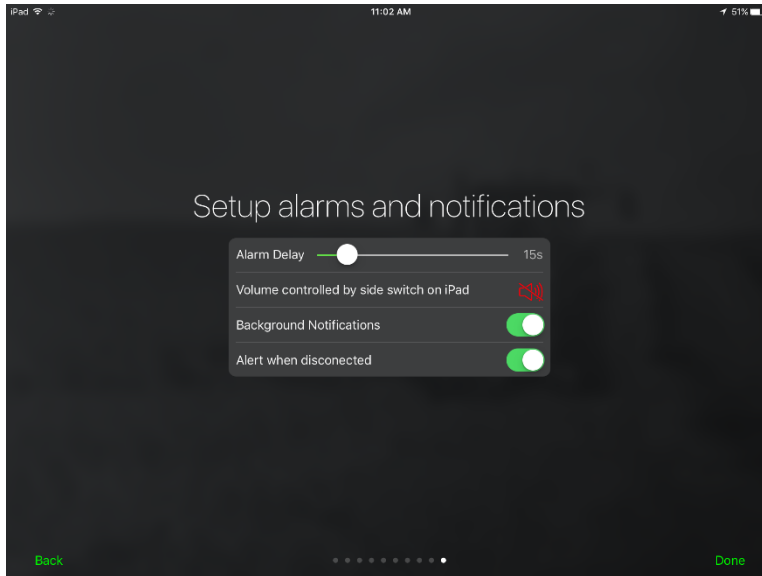 iPad 11:02 AM 51%
Setup alarms and notifications
Alarm Delay 15s
Volume controlled by side switch on iPad
Background Notifications
Alert when disconected
Back Done